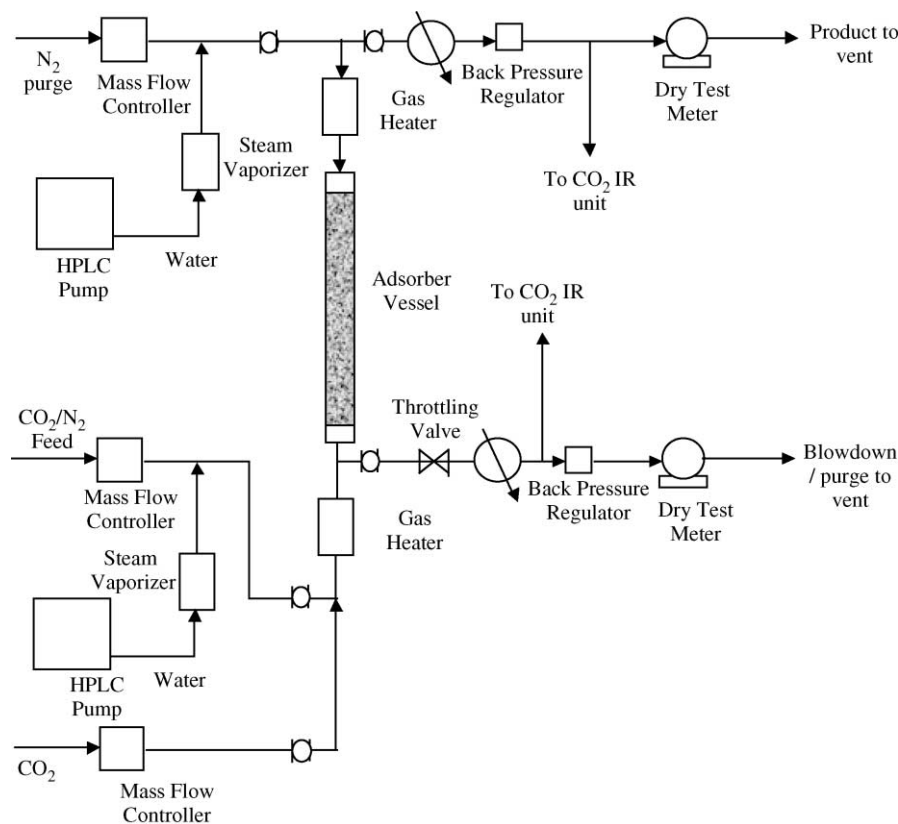 N2
purge
Mass Flow
Controller
Steam
Vaporizer
HPLC
Pump
Water
Gas
Heater
Back Pressure
Regulator
Dry Test
Meter
Product to
vent
To CO2 IR
unit
Adsorber
Vessel
To CO2 IR
unit
CO2/N2
Feed
Mass Flow
Controller
Steam
Vaporizer
HPLC
Pump
Water
Throttling
Valve
Gas
Heater
Back Pressure
Regulator
Dry Test
Meter
Blowdown
/ purge to
vent
CO2
Mass Flow
Controller